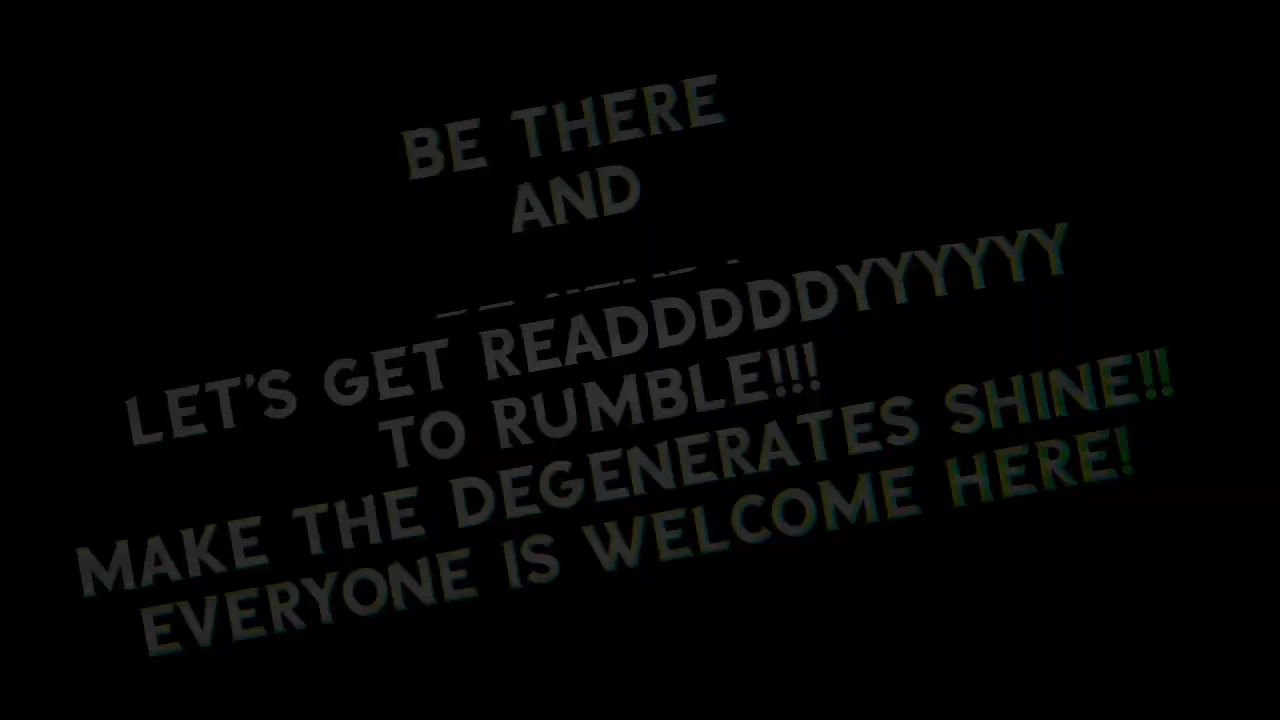 BE THERE
AND
LET'S GET READDDDDYYYYYY
TO RUMBLE!!!
MAKE THE DEGENERATES SHINE!!
EVERYONE IS WELCOME HERE!